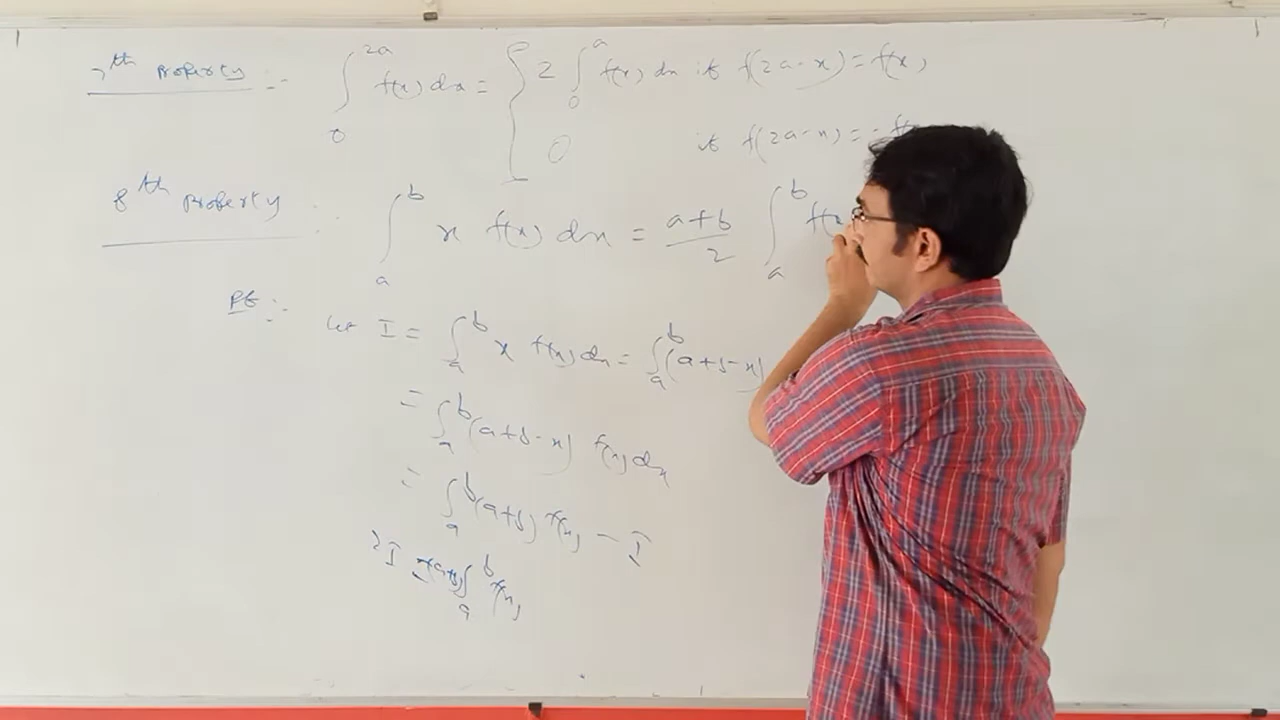 7th property :- ∫₀^2a f(x) dx = { 2 ∫₀^a f(x) dx if f(2a-x) = f(x)
0 if f(2a-x) = -f(x
8th property : ∫ₐ^b x f(x) dx = a+b/2 ∫ₐ^b f(x
Pf :- let I = ∫ₐ^b x f(x) dx = ∫ₐ^b (a+b-x)
= ∫ₐ^b (a+b-x) f(x) dx
= ∫ₐ^b (a+b) f(x) - I
2I = (a+b) ∫ₐ^b f(x)